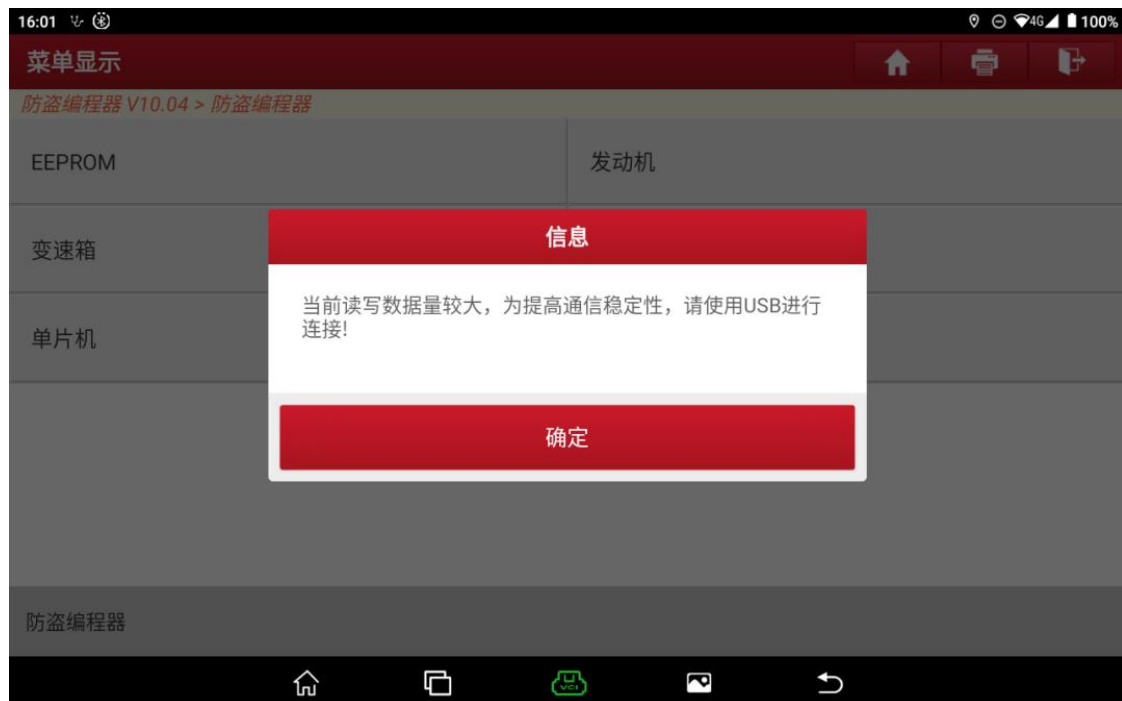 16:01
4G 100%
菜单显示
防盗编程器 V10.04 > 防盗编程器
EEPROM
发动机
变速箱
单片机
信息
当前读写数据量较大，为提高通信稳定性，请使用USB进行
连接!
确定
防盗编程器
VCI